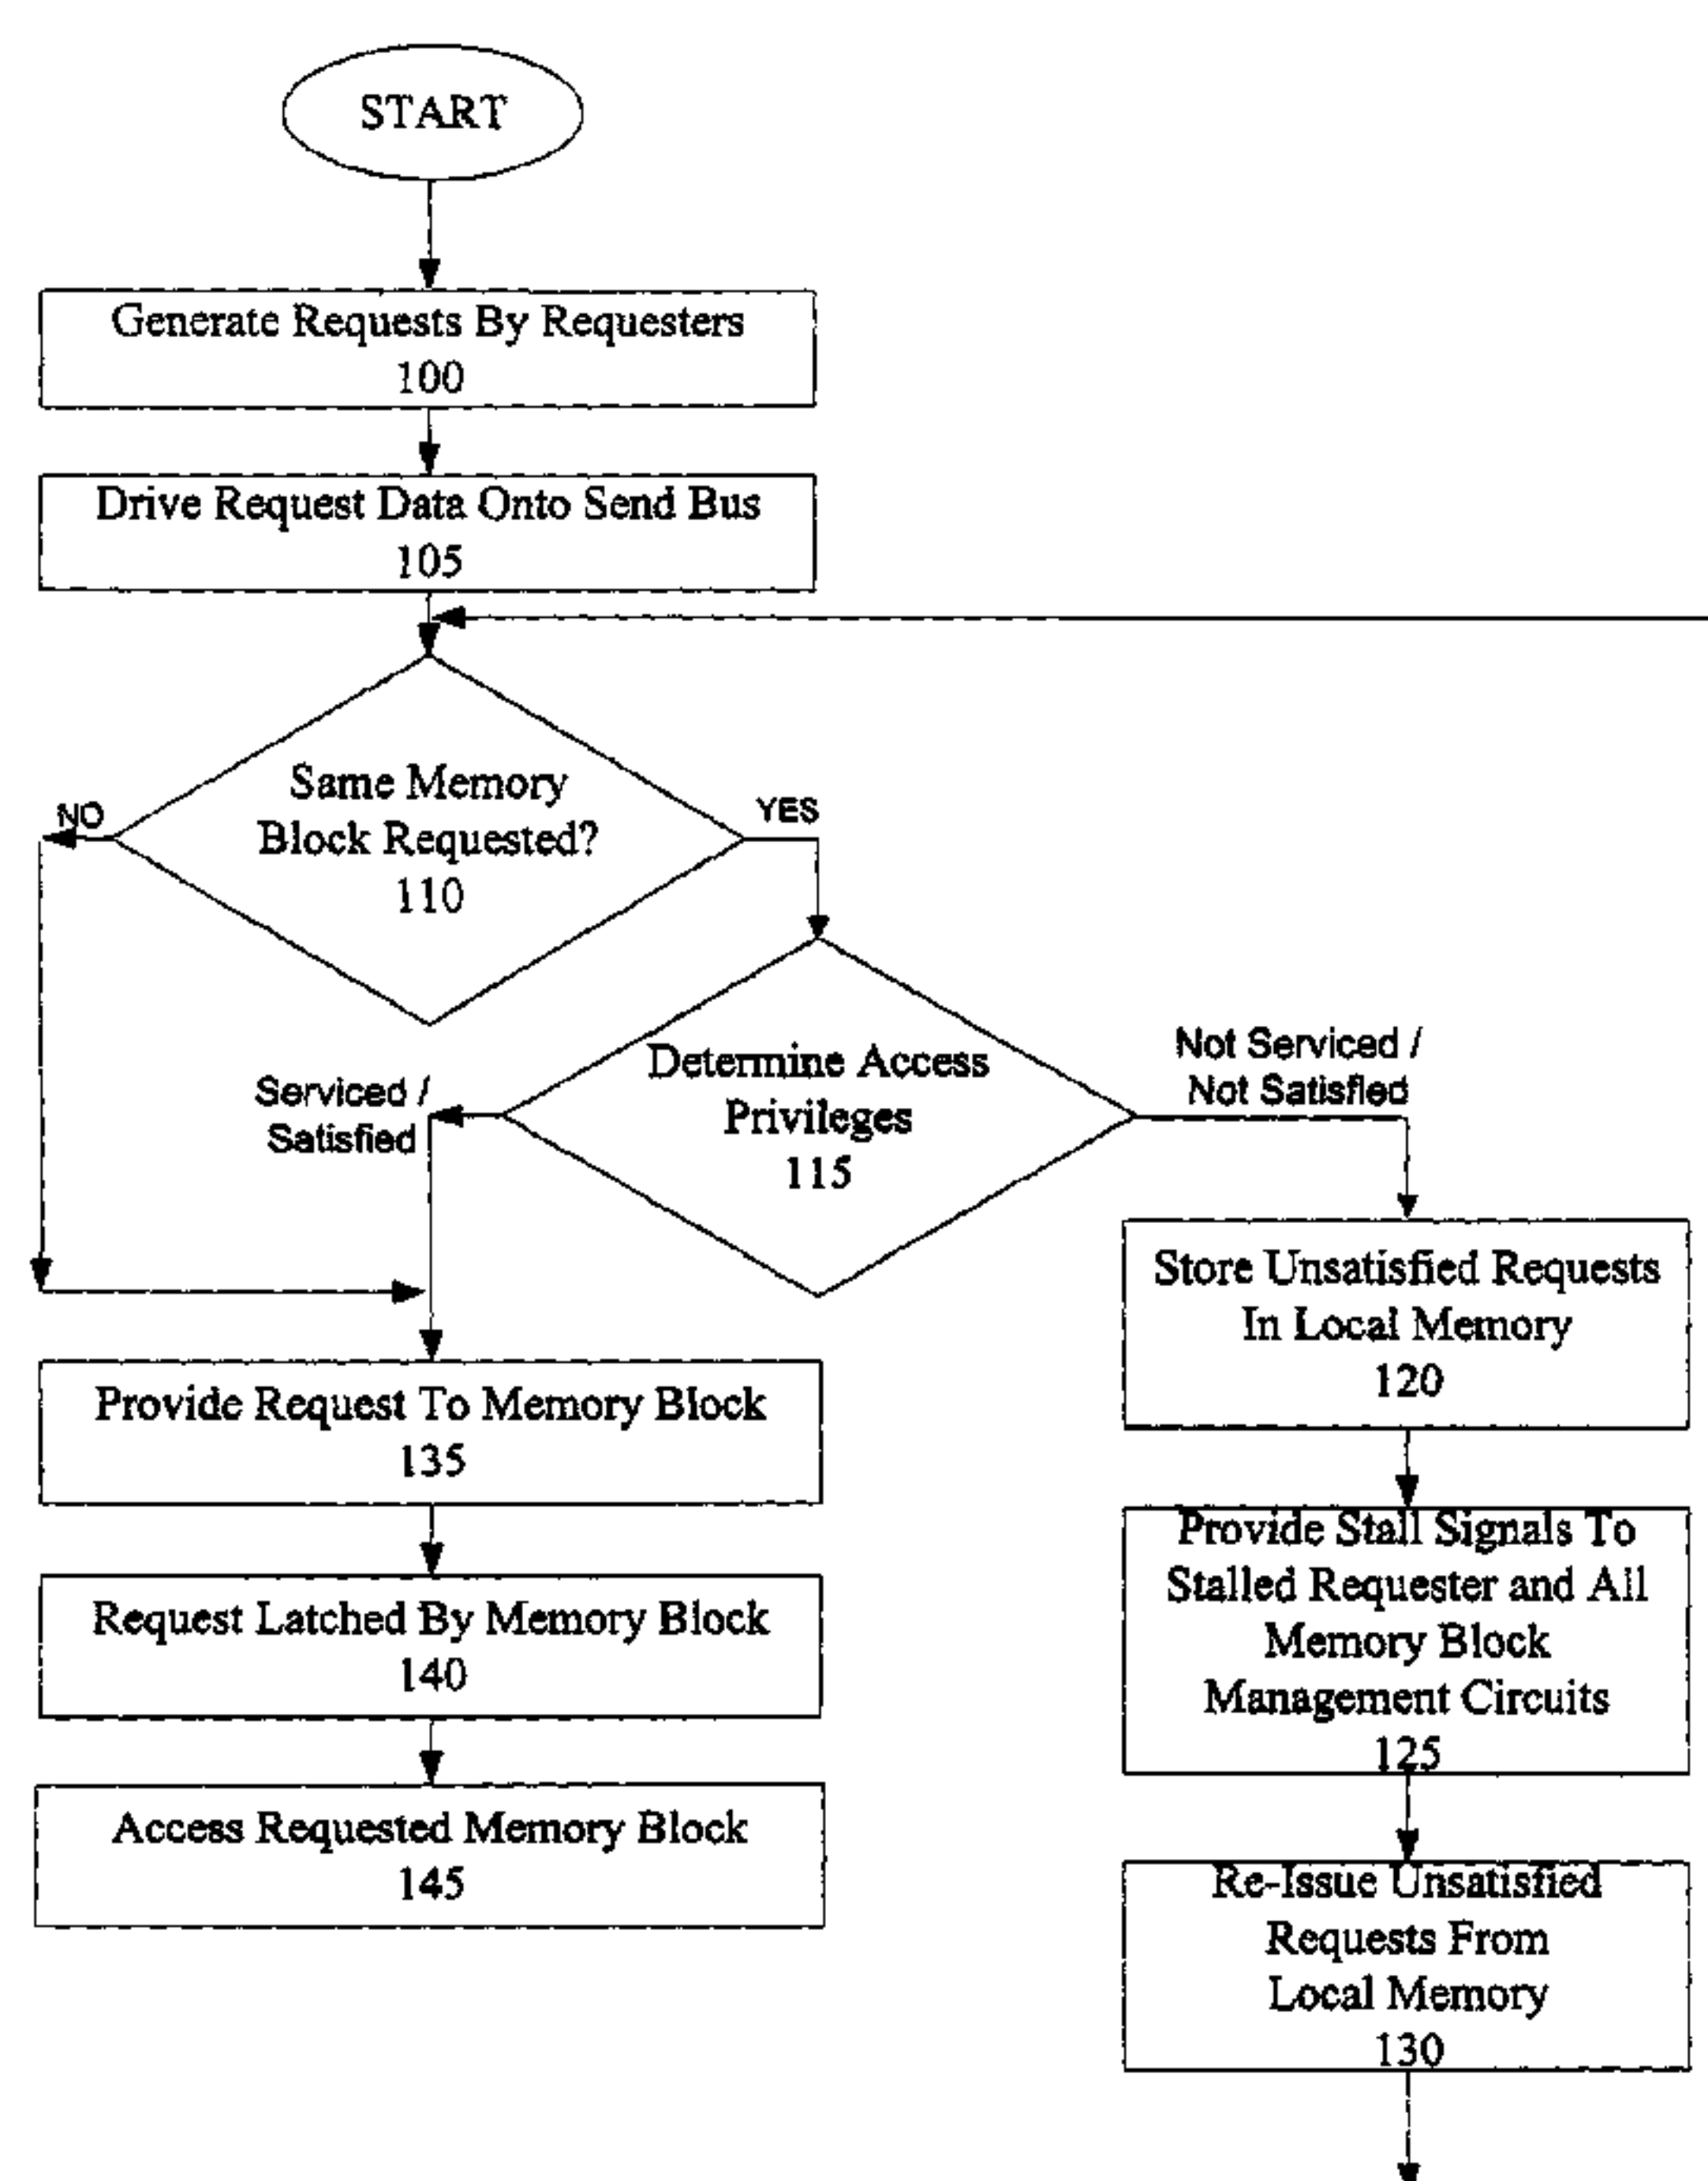 START
Generate Requests By Requesters
100
Drive Request Data Onto Send Bus
105
Same Memory
Block Requested?
110
NO
YES
Determine Access
Privileges
115
Serviced /
Satisfied
Not Serviced /
Not Satisfied
Store Unsatisfied Requests
In Local Memory
120
Provide Stall Signals To
Stalled Requester and All
Memory Block
Management Circuits
125
Re-Issue Unsatisfied
Requests From
Local Memory
130
Provide Request To Memory Block
135
Request Latched By Memory Block
140
Access Requested Memory Block
145